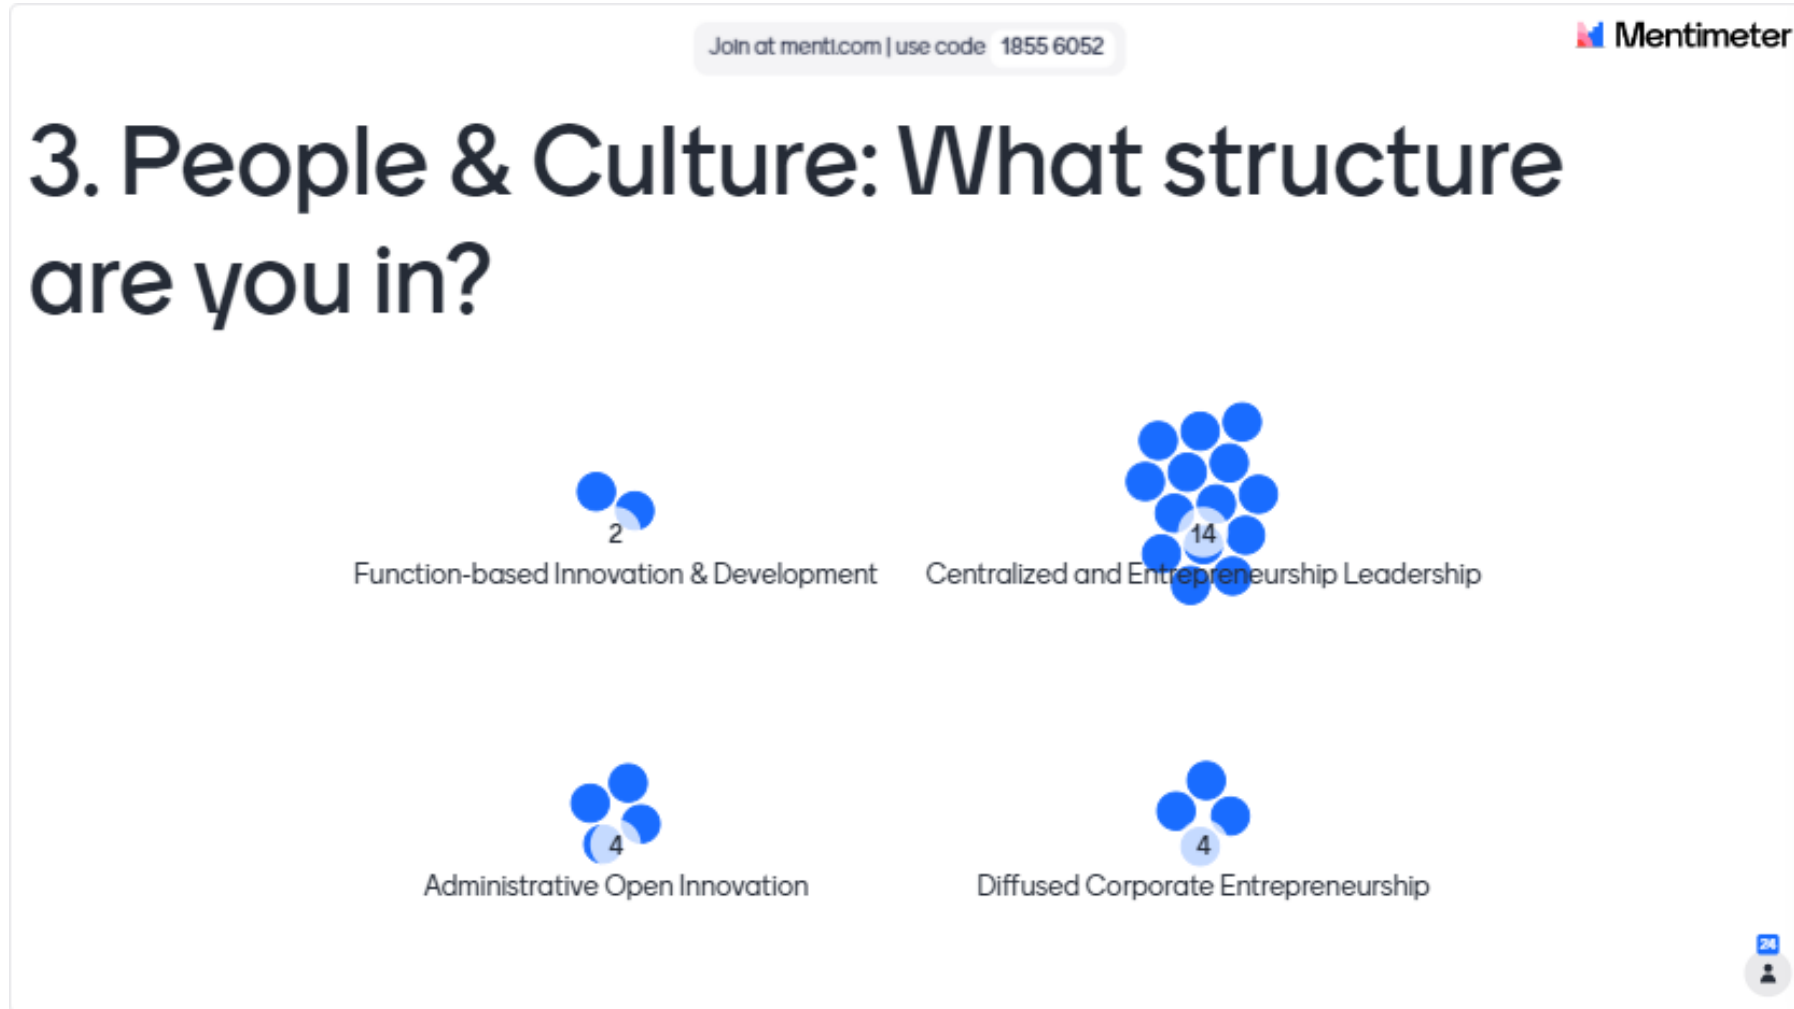 Join at menti.com | use code 1855 6052
Mentimeter
3. People & Culture: What structure
are you in?
2
Function-based Innovation & Development
14
Centralized and Entrepreneurship Leadership
4
Administrative Open Innovation
4
Diffused Corporate Entrepreneurship
24